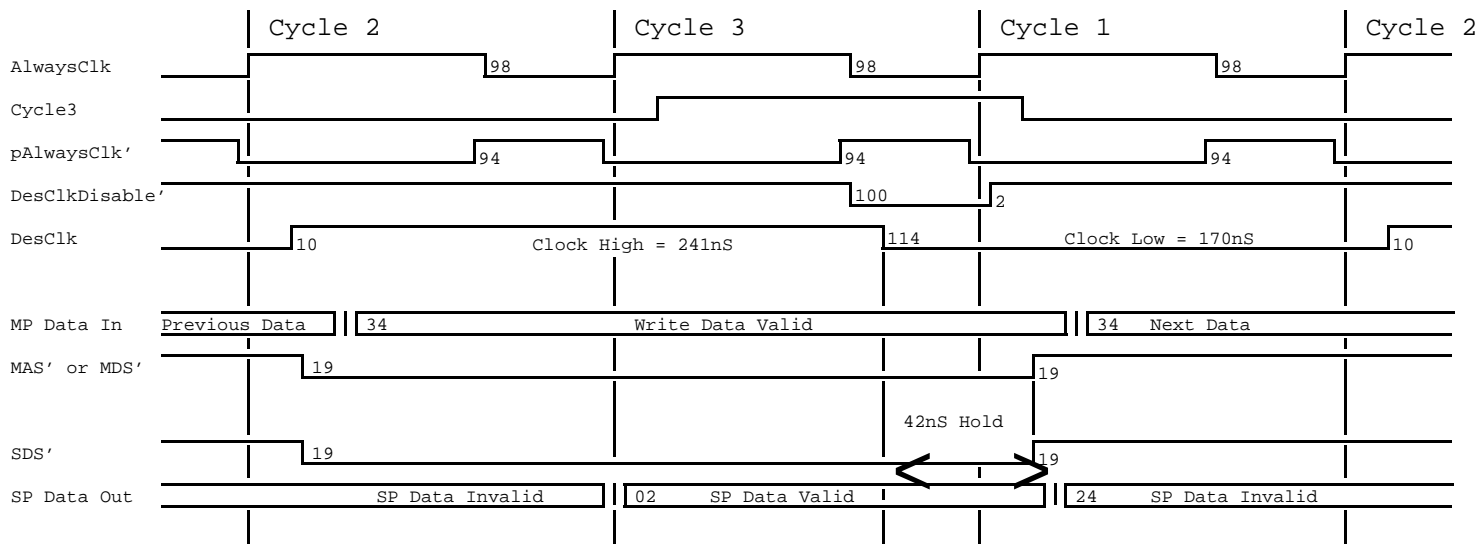 Cycle 2 Cycle 3 Cycle 1 Cycle 2
AlwaysClk 98 98 98
Cycle3
pAlwaysClk' 94 94 94
DesClkDisable' 100 2
DesClk 10 Clock High = 241nS 114 Clock Low = 170nS 10
MP Data In Previous Data 34 Write Data Valid 34 Next Data
MAS' or MDS' 19 19
42nS Hold
SDS' 19 19
SP Data Out SP Data Invalid 02 SP Data Valid 24 SP Data Invalid